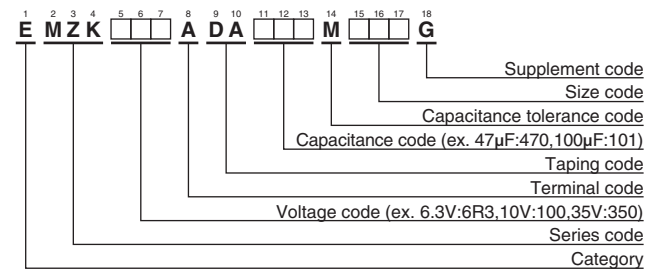 1 2 3 4 5 6 7 8 9 10 11 12 13 14 15 16 17 18
E MZK A DA M G
Supplement code
Size code
Capacitance tolerance code
Capacitance code (ex. 47µF:470,100µF:101)
Taping code
Terminal code
Voltage code (ex. 6.3V:6R3,10V:100,35V:350)
Series code
Category